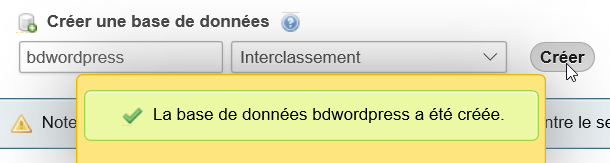 Créer une base de données
bdwordpress Interclassement Créer
La base de données bdwordpress a été créée.
Note ntre le se